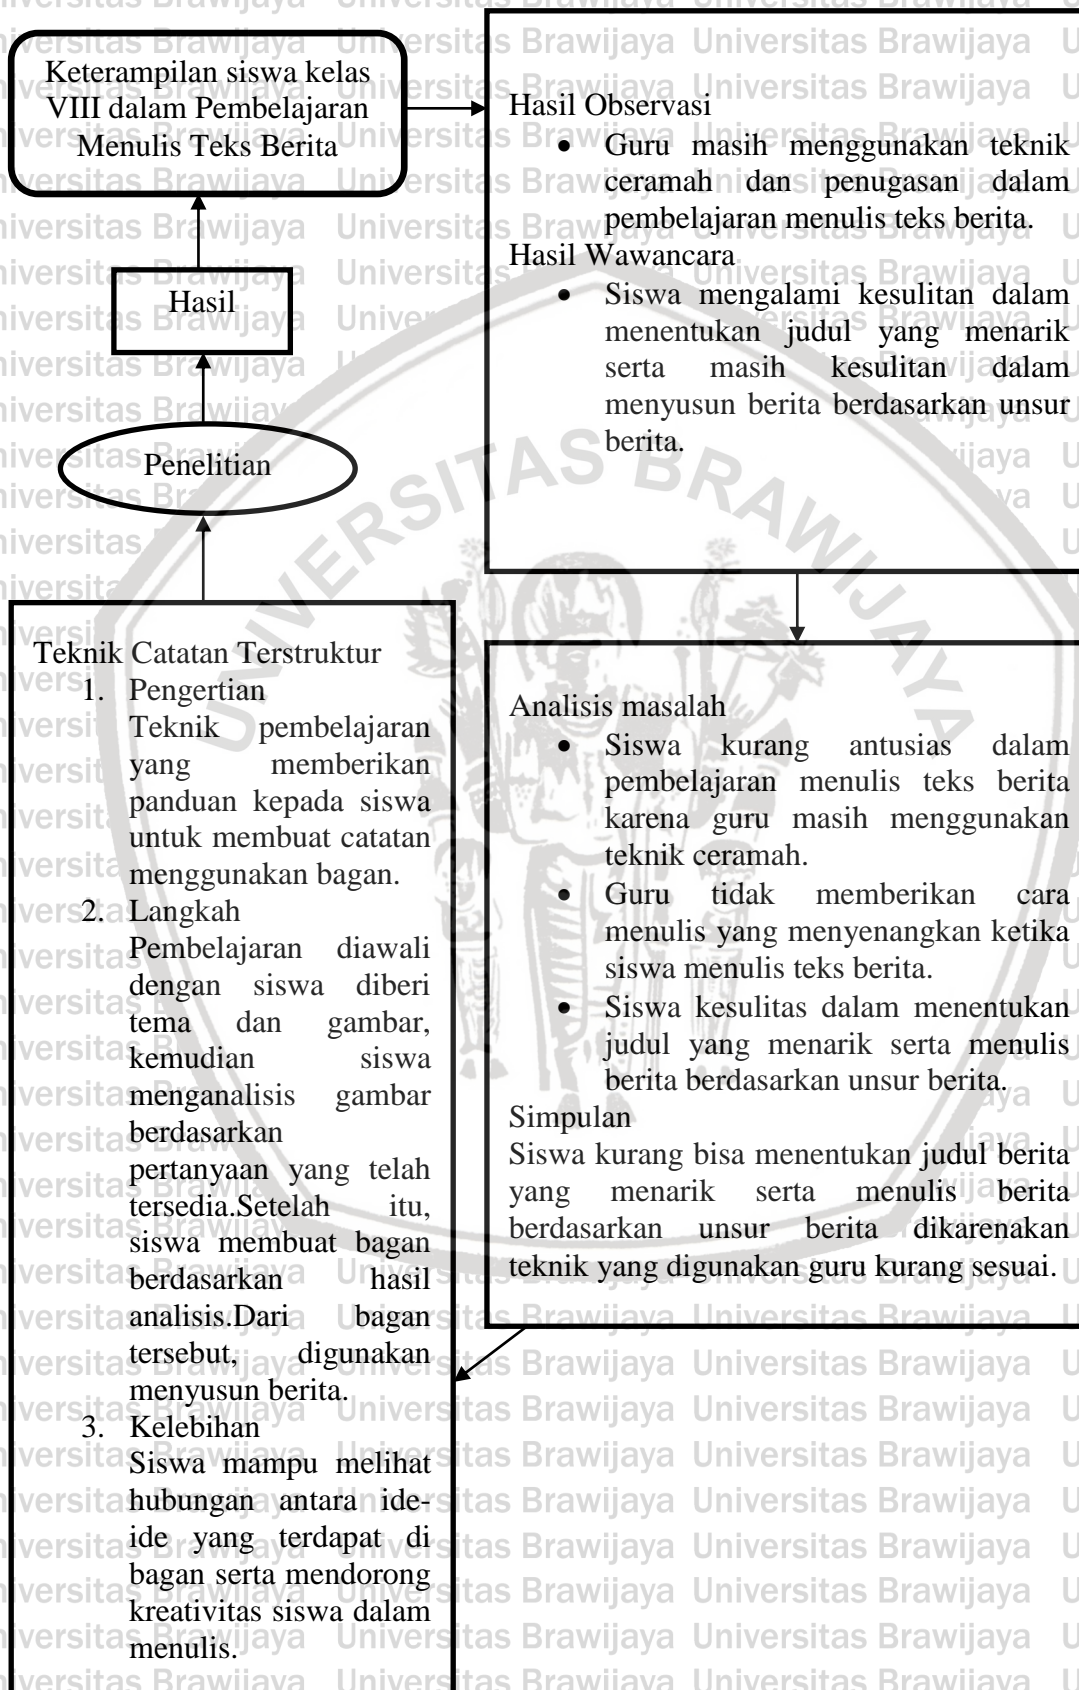 Keterampilan siswa kelas
VIII dalam Pembelajaran
Menulis Teks Berita
Hasil Observasi
• Guru masih menggunakan teknik
ceramah dan penugasan dalam
pembelajaran menulis teks berita.
Hasil Wawancara
• Siswa mengalami kesulitan dalam
menentukan judul yang menarik
serta masih kesulitan dalam
menyusun berita berdasarkan unsur
berita.
Hasil
Penelitian
Analisis masalah
• Siswa kurang antusias dalam
pembelajaran menulis teks berita
karena guru masih menggunakan
teknik ceramah.
• Guru tidak memberikan cara
menulis yang menyenangkan ketika
siswa menulis teks berita.
• Siswa kesulitas dalam menentukan
judul yang menarik serta menulis
berita berdasarkan unsur berita.
Simpulan
Siswa kurang bisa menentukan judul berita
yang menarik serta menulis berita
berdasarkan unsur berita dikarenakan
teknik yang digunakan guru kurang sesuai.
Teknik Catatan Terstruktur
1. Pengertian
Teknik pembelajaran
yang memberikan
panduan kepada siswa
untuk membuat catatan
menggunakan bagan.
2. Langkah
Pembelajaran diawali
dengan siswa diberi
tema dan gambar,
kemudian siswa
menganalisis gambar
berdasarkan
pertanyaan yang telah
tersedia.Setelah itu,
siswa membuat bagan
berdasarkan hasil
analisis.Dari bagan
tersebut, digunakan
menyusun berita.
3. Kelebihan
Siswa mampu melihat
hubungan antara ide-
ide yang terdapat di
bagan serta mendorong
kreativitas siswa dalam
menulis.
UNIVERSITAS BRAWIJAYA